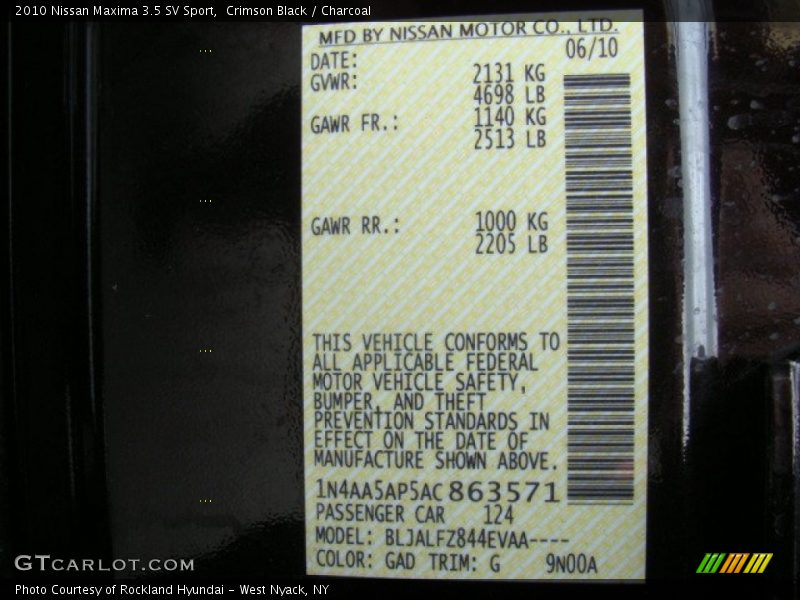 2010 Nissan Maxima 3.5 SV Sport,  Crimson Black / Charcoal
MFD BY NISSAN MOTOR CO., LTD.
DATE: 06/10
GVWR: 2131 KG
4698 LB
GAWR FR.: 1140 KG
2513 LB
GAWR RR.: 1000 KG
2205 LB
THIS VEHICLE CONFORMS TO
ALL APPLICABLE FEDERAL
MOTOR VEHICLE SAFETY,
BUMPER, AND THEFT
PREVENTION STANDARDS IN
EFFECT ON THE DATE OF
MANUFACTURE SHOWN ABOVE.
1N4AA5AP5AC863571
PASSENGER CAR 124
MODEL: BLJALFZ844EVAA----
COLOR: GAD TRIM: G 9N00A
GTCARLOT.COM
Photo Courtesy of Rockland Hyundai - West Nyack, NY